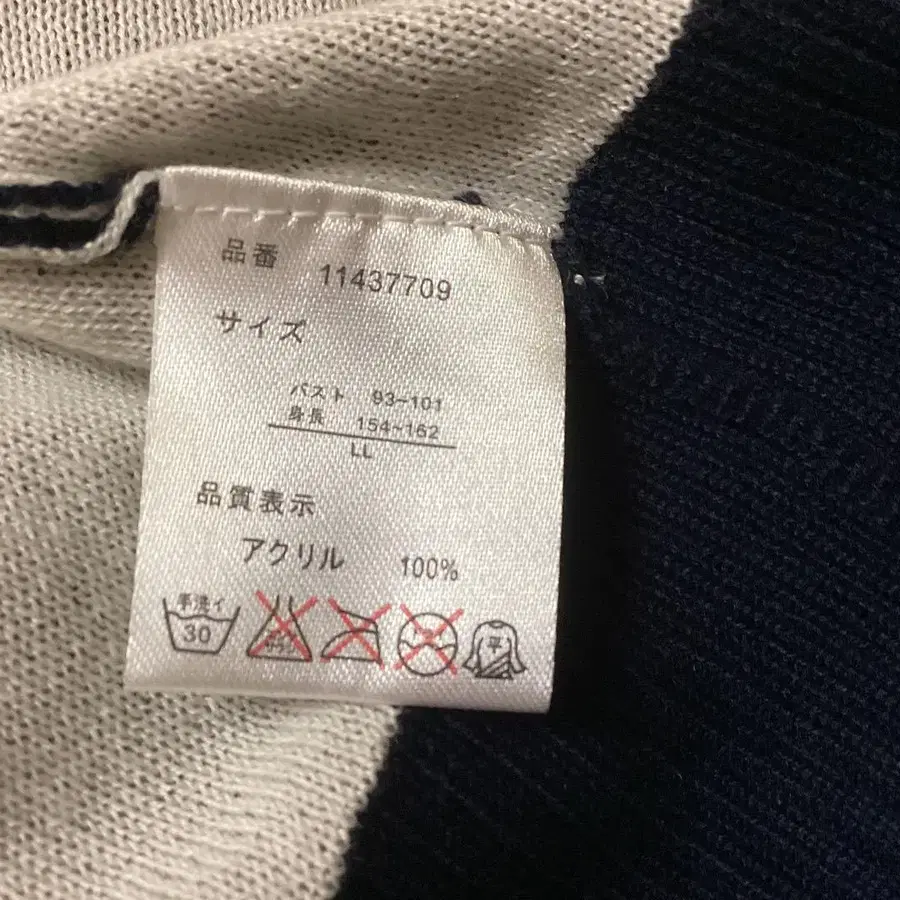 品番 11437709
サイズ
バスト 93~101
身長 154~162
LL
品質表示
アクリル 100%
手洗イ
30
平